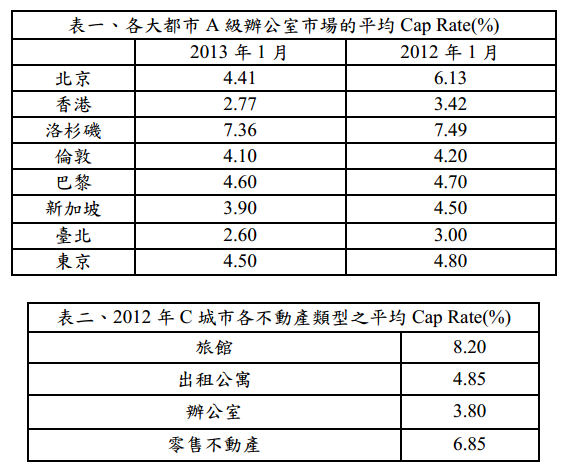 表一、各大都市 A 級辦公室市場的平均 Cap Rate(%)
2013 年 1 月 2012 年 1 月
北京 4.41 6.13
香港 2.77 3.42
洛杉磯 7.36 7.49
倫敦 4.10 4.20
巴黎 4.60 4.70
新加坡 3.90 4.50
臺北 2.60 3.00
東京 4.50 4.80
表二、2012 年 C 城市各不動產類型之平均 Cap Rate(%)
旅館 8.20
出租公寓 4.85
辦公室 3.80
零售不動產 6.85